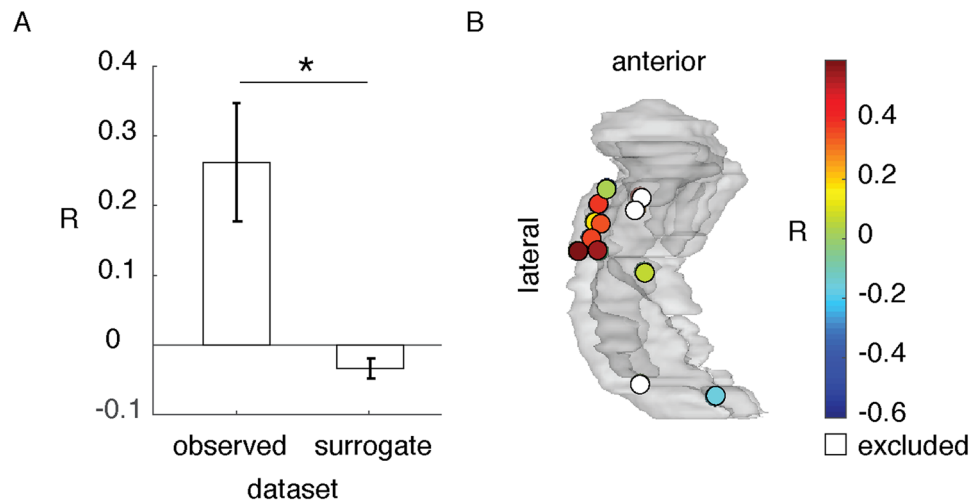 A
0.4
0.3
0.2
0.1
0
-0.1
R
*
observed surrogate
dataset
B
anterior
lateral
R
0.4
0.2
0
-0.2
-0.4
-0.6
excluded